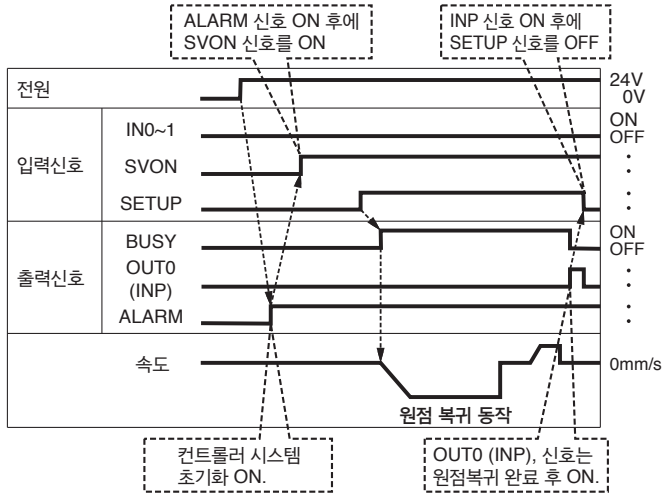 ALARM 신호 ON 후에
SVON 신호를 ON
INP 신호 ON 후에
SETUP 신호를 OFF
전원
24V
0V
입력신호
IN0~1
ON
OFF
SVON
SETUP
출력신호
BUSY
ON
OFF
OUT0
(INP)
ALARM
속도
0mm/s
원점 복귀 동작
컨트롤러 시스템
초기화 ON.
OUT0 (INP), 신호는
원점복귀 완료 후 ON.